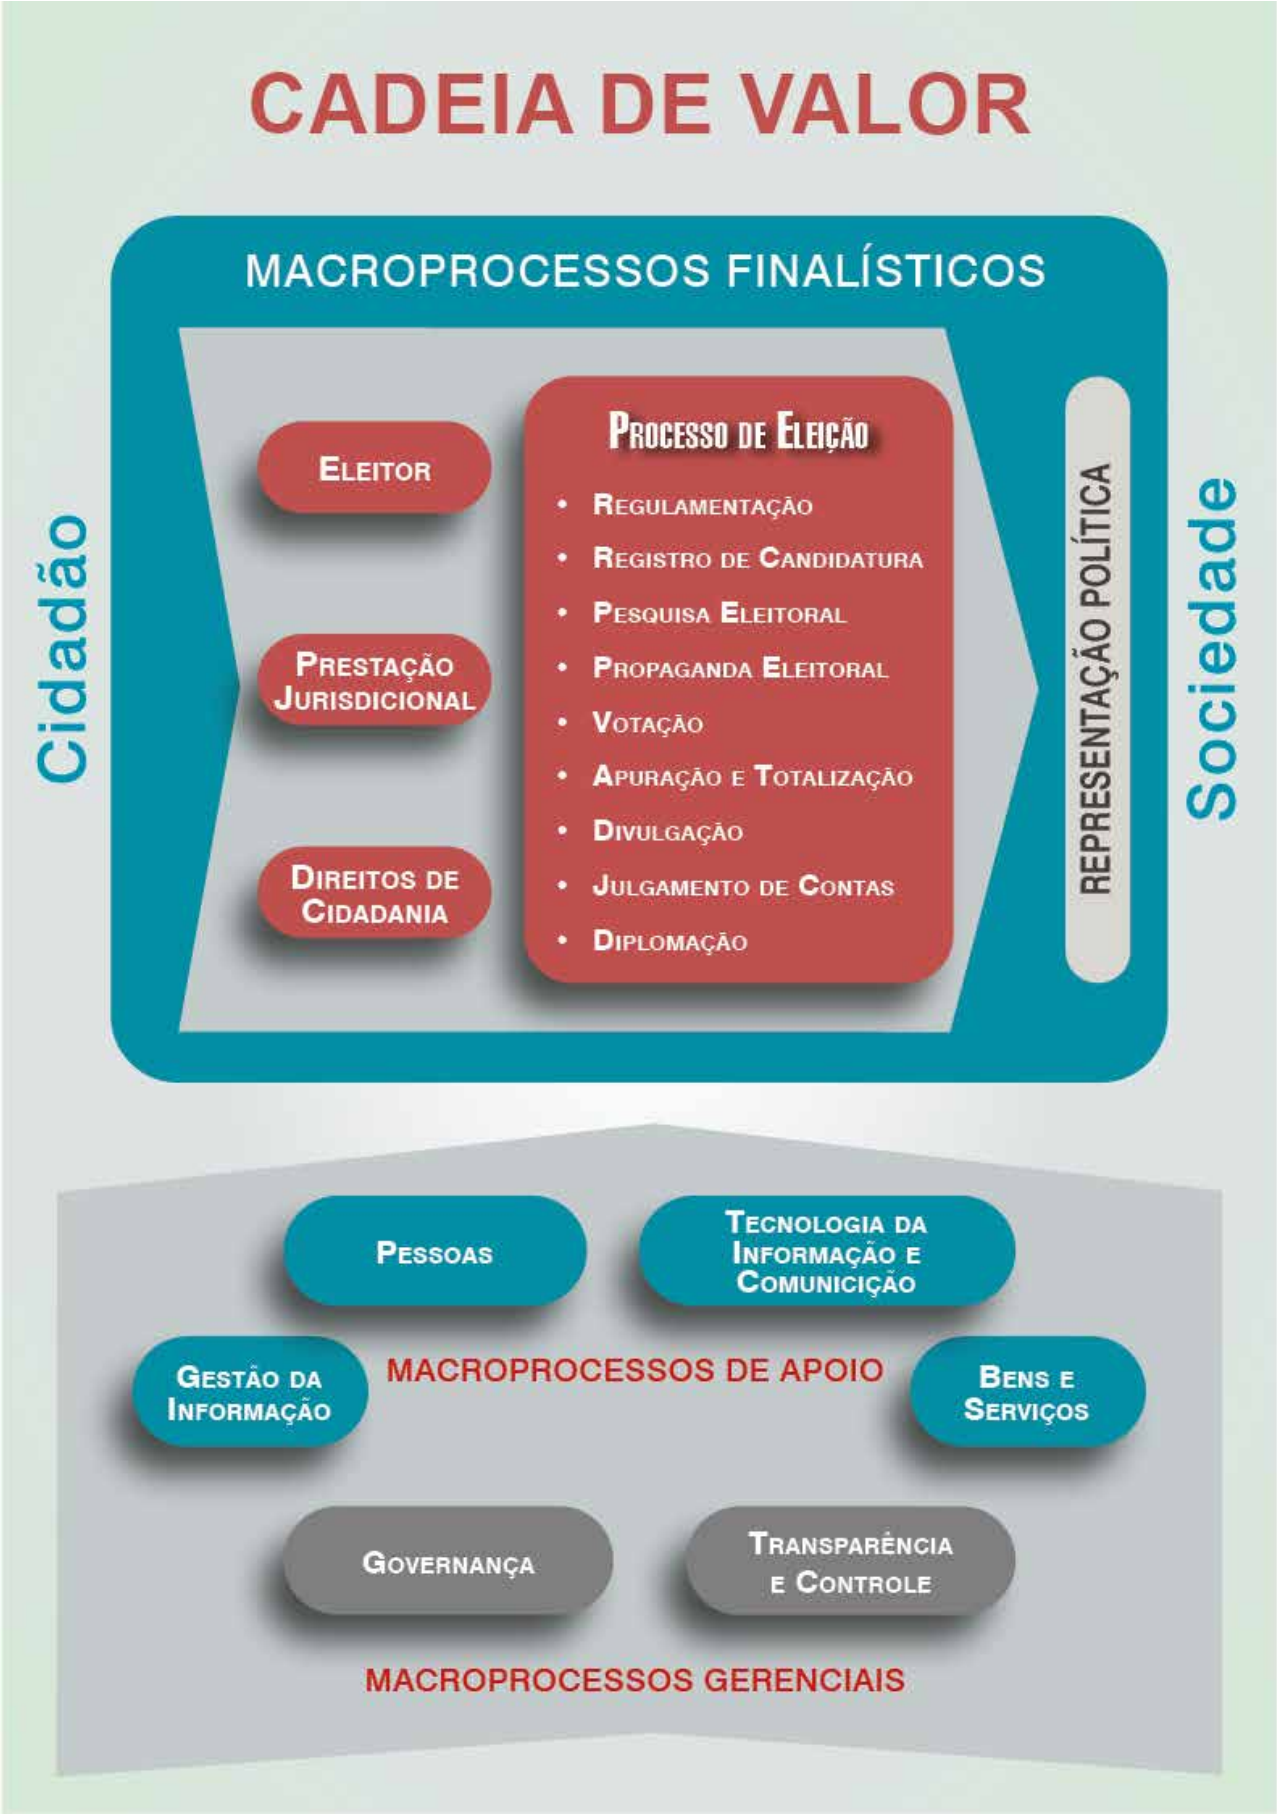 CADEIA DE VALOR
MACROPROCESSOS FINALÍSTICOS
Cidadão
ELEITOR
PRESTAÇÃO
JURISDICIONAL
DIREITOS DE
CIDADANIA
PROCESSO DE ELEIÇÃO
• REGULAMENTAÇÃO
• REGISTRO DE CANDIDATURA
• PESQUISA ELEITORAL
• PROPAGANDA ELEITORAL
• VOTAÇÃO
• APURAÇÃO E TOTALIZAÇÃO
• DIVULGAÇÃO
• JULGAMENTO DE CONTAS
• DIPLOMAÇÃO
REPRESENTAÇÃO POLÍTICA
Sociedade
PESSOAS
TECNOLOGIA DA
INFORMAÇÃO E
COMUNICIÇÃO
GESTÃO DA
INFORMAÇÃO
MACROPROCESSOS DE APOIO
BENS E
SERVIÇOS
GOVERNANÇA
TRANSPARÊNCIA
E CONTROLE
MACROPROCESSOS GERENCIAIS